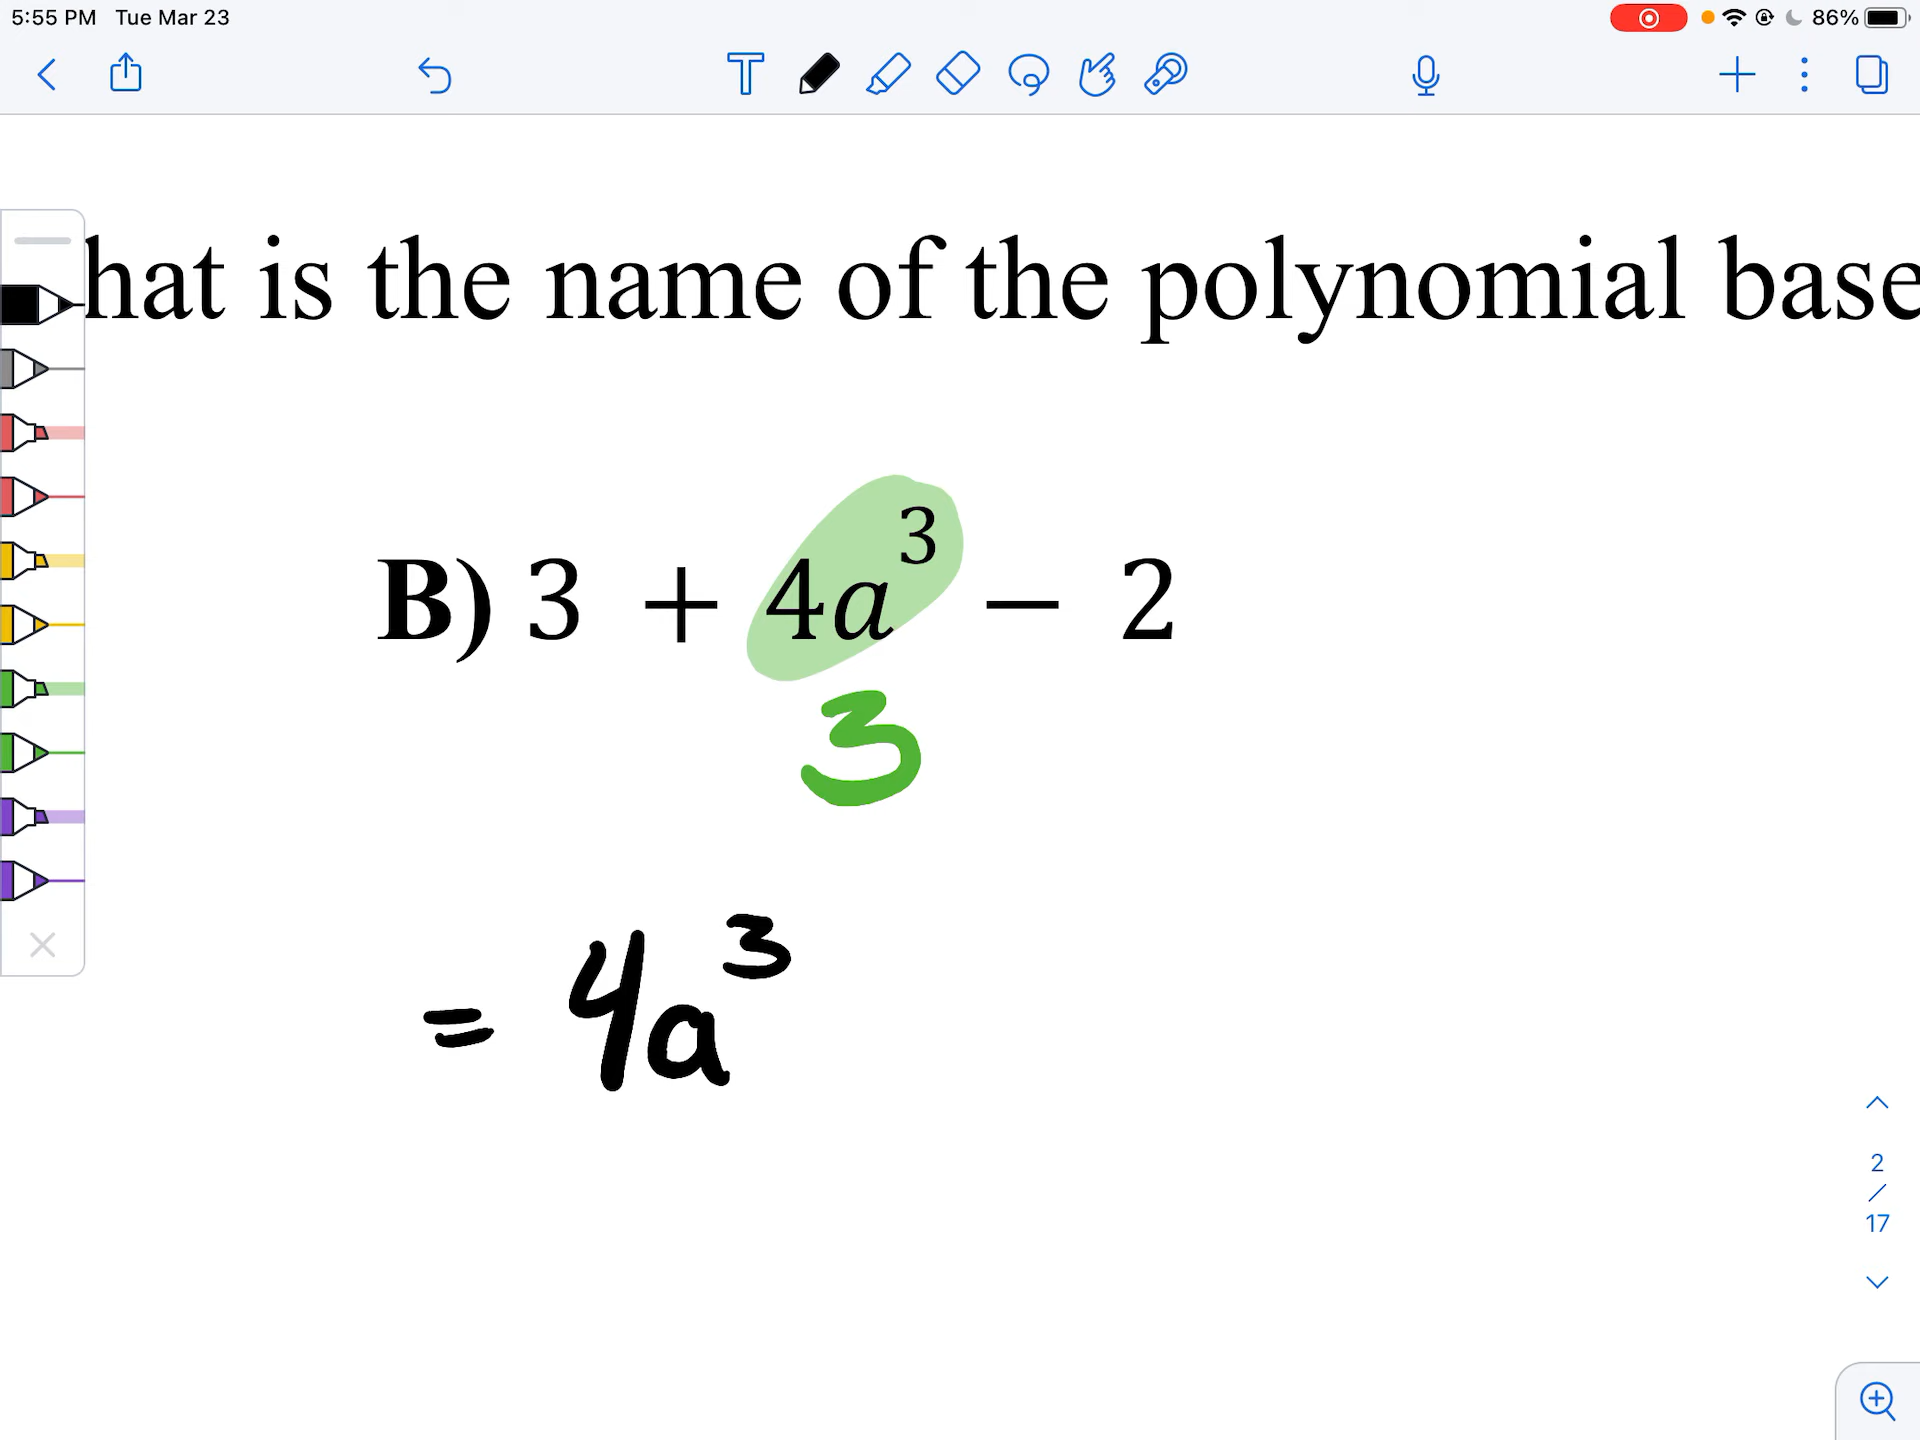 5:55 PM Tue Mar 23 86%
hat is the name of the polynomial base
B) 3 + 4a³ − 2
3
= 4a³
2
/
17